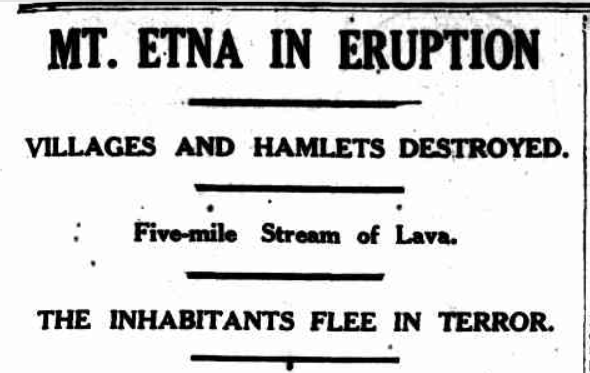 MT. ETNA IN ERUPTION
VILLAGES AND HAMLETS DESTROYED.
Five-mile Stream of Lava.
THE INHABITANTS FLEE IN TERROR.